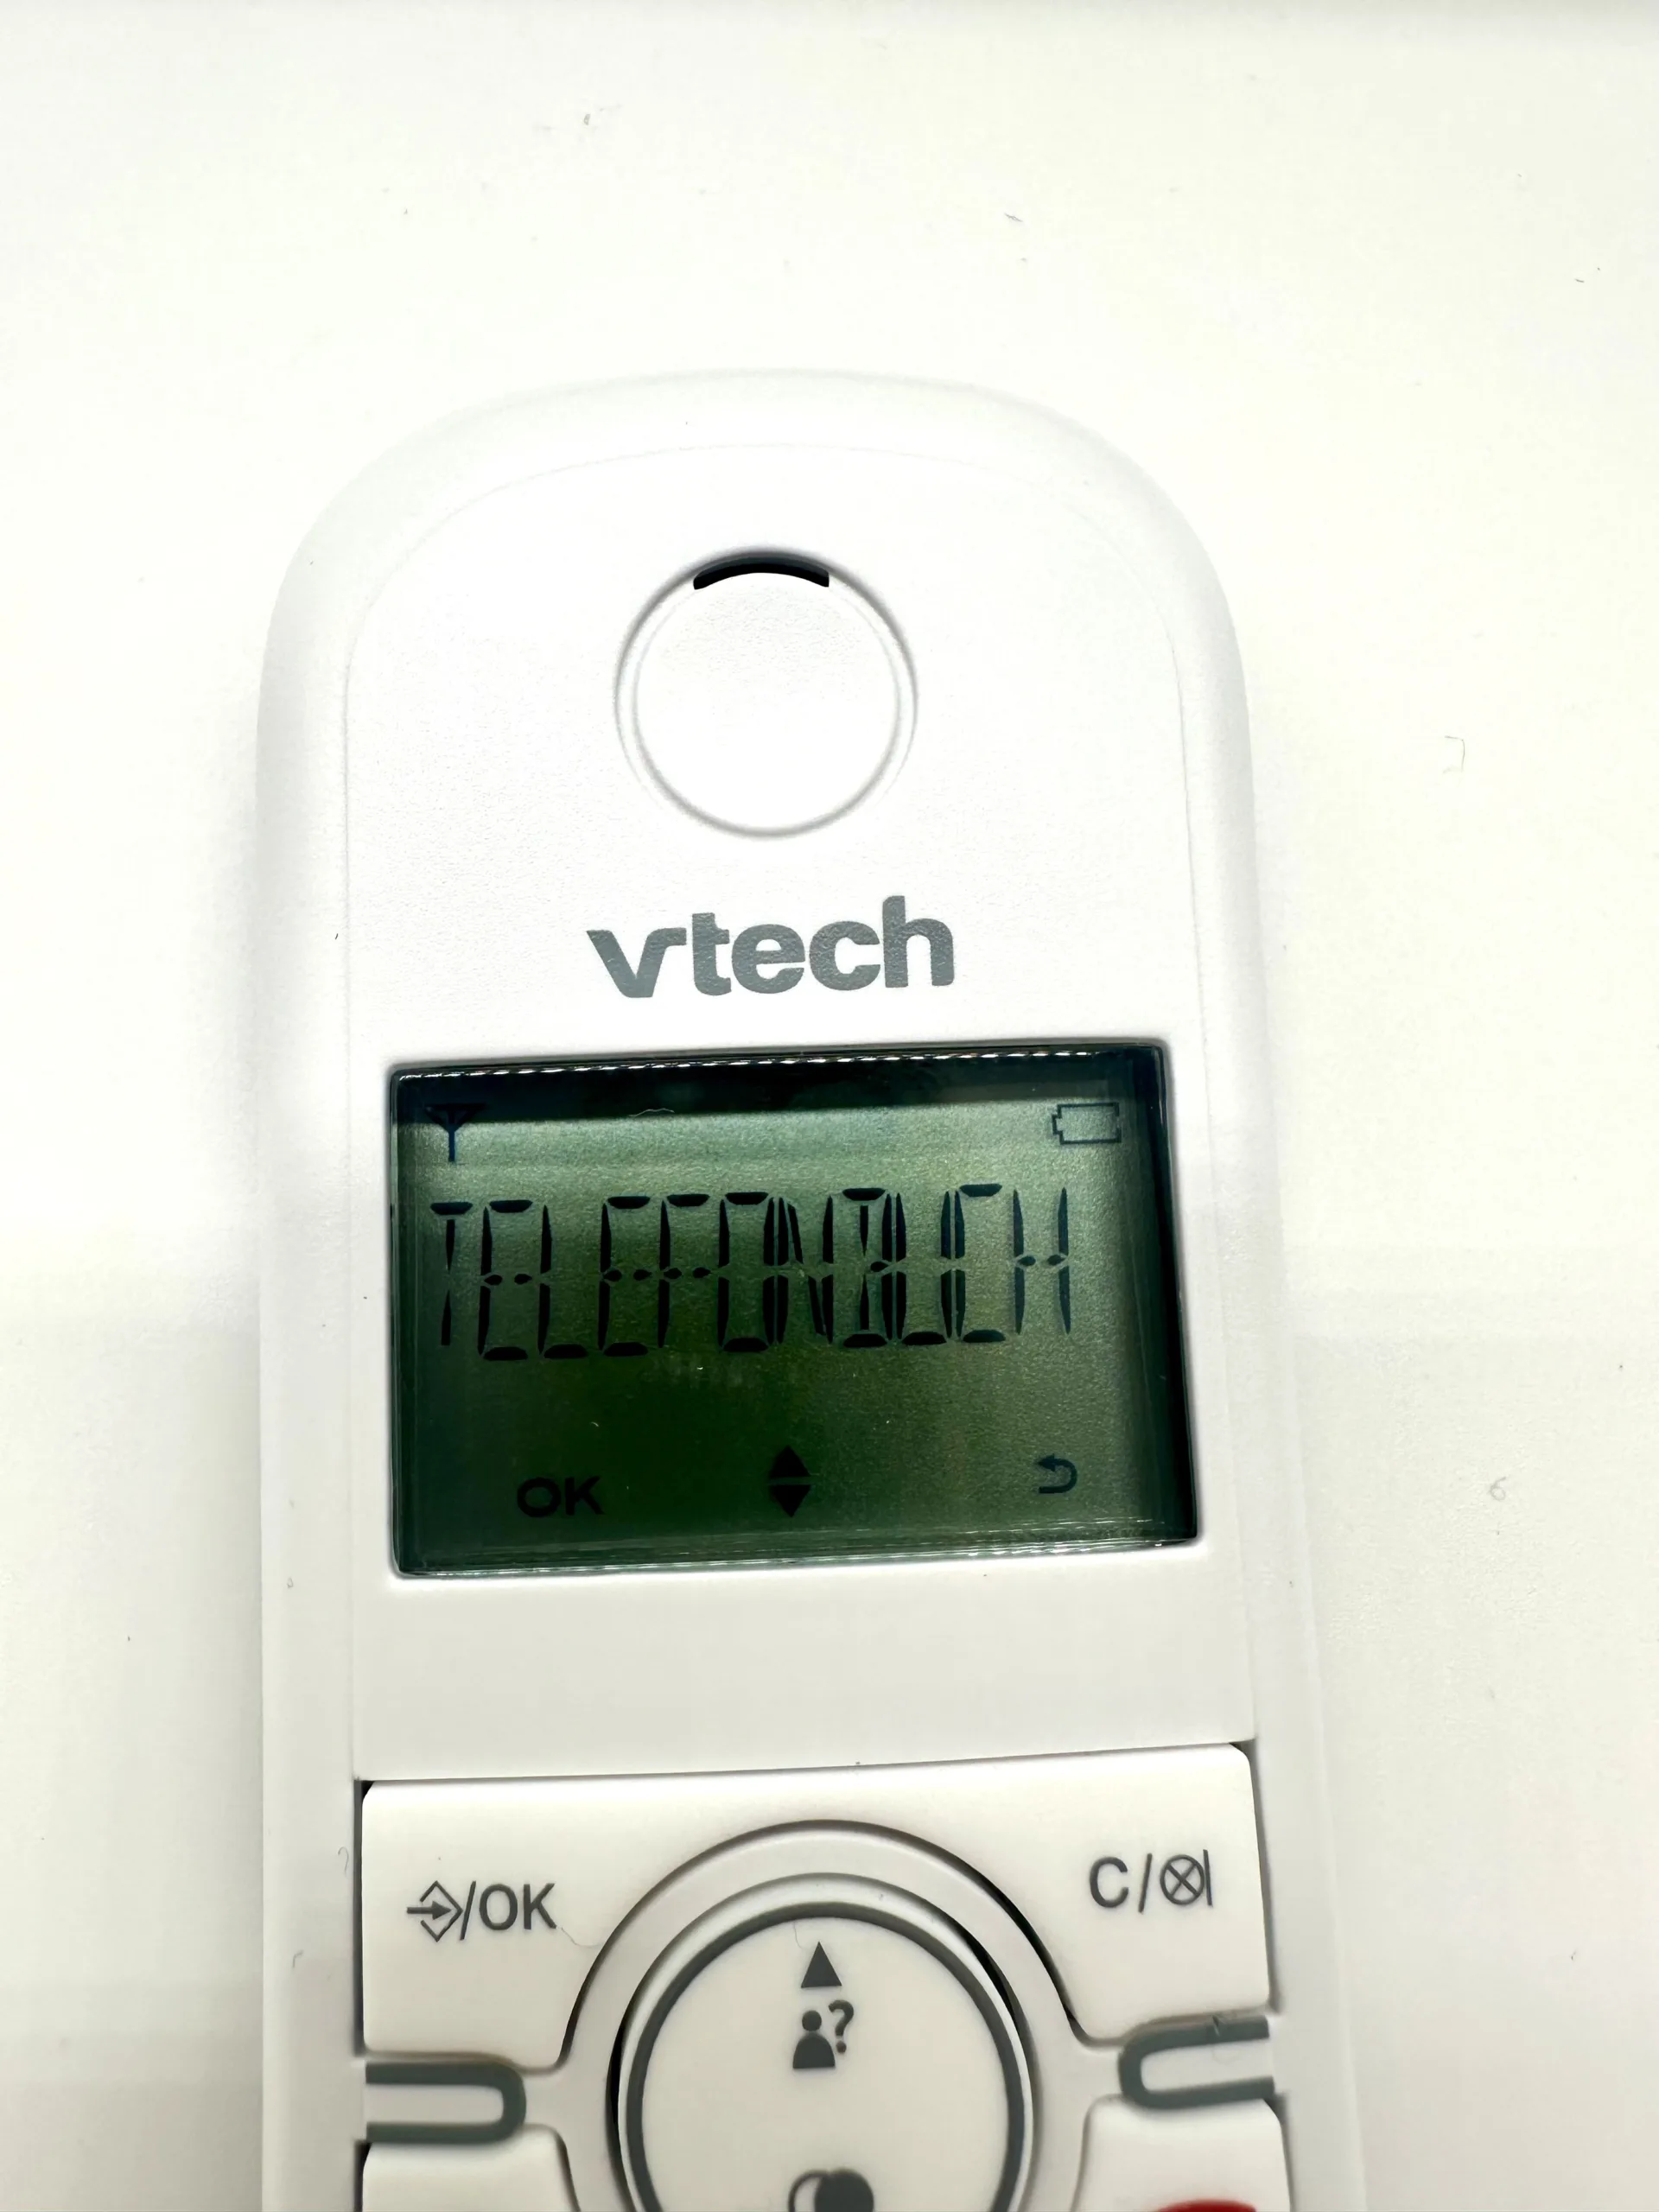 vtech
TELEFONBUCH
OK
/OK
C/
?